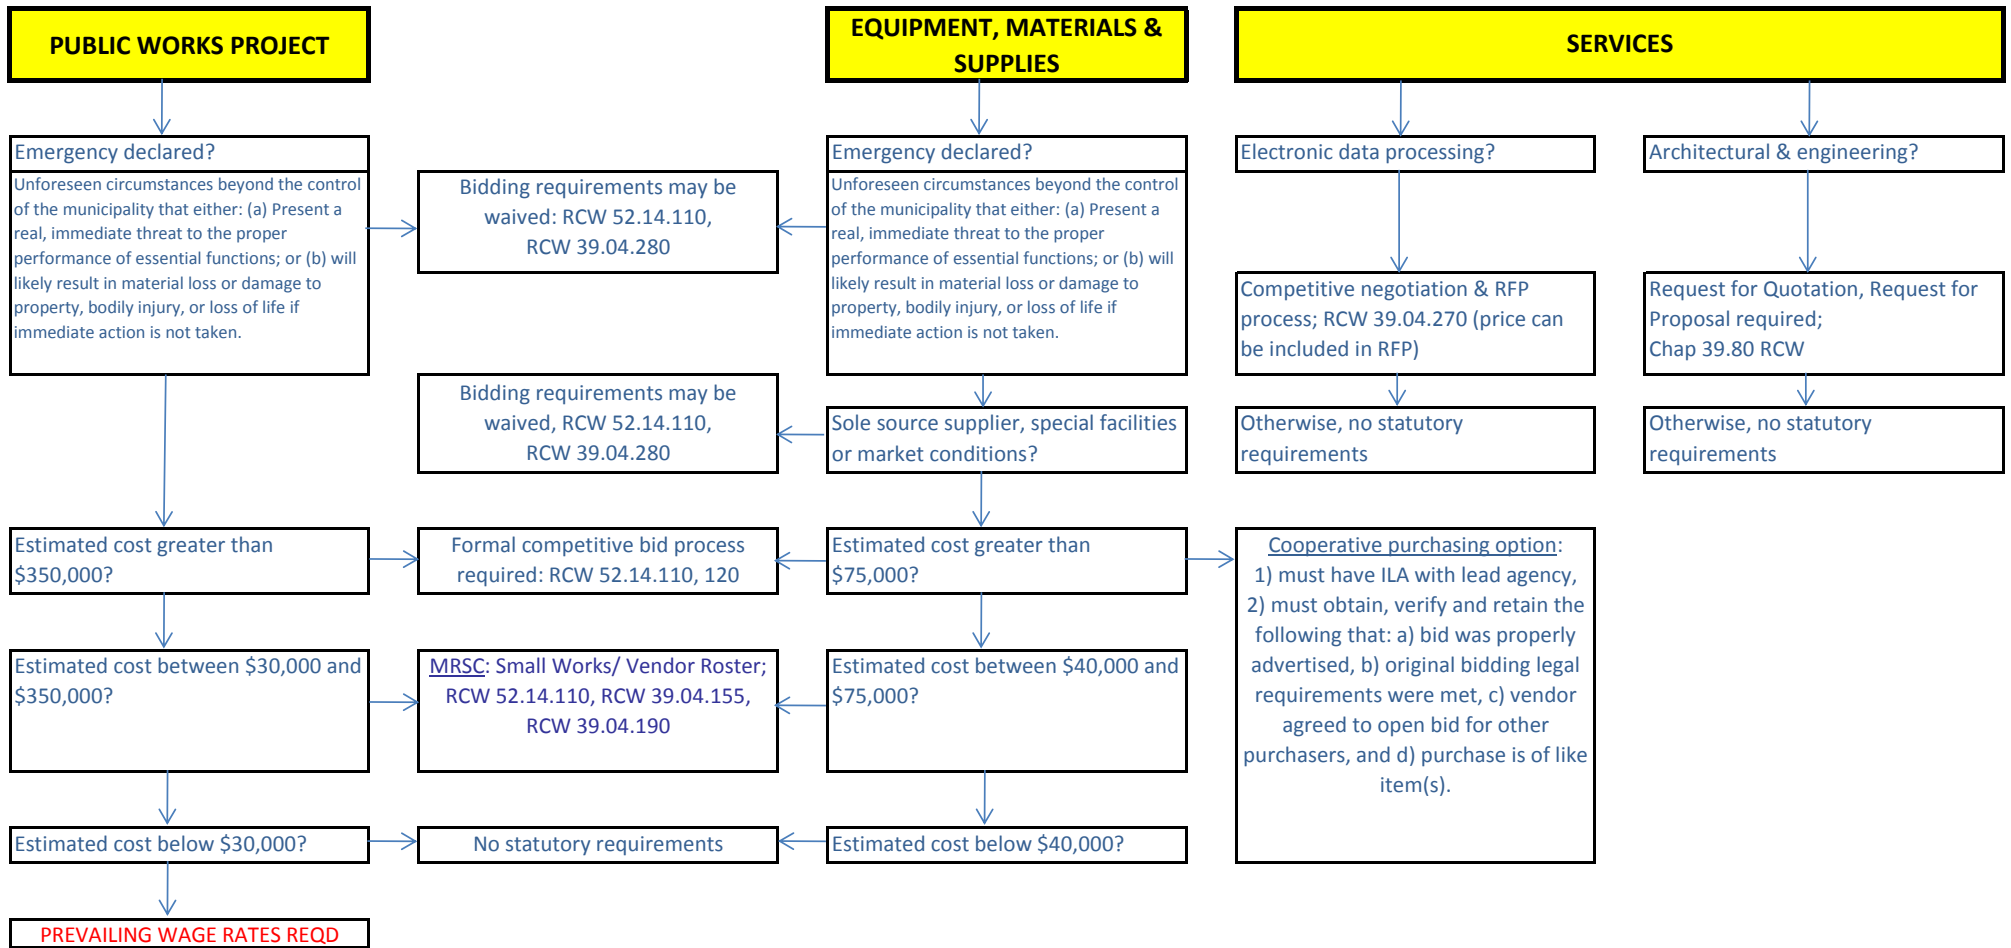 PUBLIC WORKS PROJECT
EQUIPMENT, MATERIALS &
SUPPLIES
SERVICES
Emergency declared?
Unforeseen circumstances beyond the control
of the municipality that either: (a) Present a
real, immediate threat to the proper
performance of essential functions; or (b) will
likely result in material loss or damage to
property, bodily injury, or loss of life if
immediate action is not taken.
Bidding requirements may be
waived: RCW 52.14.110,
RCW 39.04.280
Emergency declared?
Unforeseen circumstances beyond the control
of the municipality that either: (a) Present a
real, immediate threat to the proper
performance of essential functions; or (b) will
likely result in material loss or damage to
property, bodily injury, or loss of life if
immediate action is not taken.
Electronic data processing?
Architectural & engineering?
Competitive negotiation & RFP
process; RCW 39.04.270 (price can
be included in RFP)
Request for Quotation, Request for
Proposal required;
Chap 39.80 RCW
Bidding requirements may be
waived, RCW 52.14.110,
RCW 39.04.280
Sole source supplier, special facilities
or market conditions?
Otherwise, no statutory
requirements
Otherwise, no statutory
requirements
Estimated cost greater than
$350,000?
Formal competitive bid process
required: RCW 52.14.110, 120
Estimated cost greater than
$75,000?
Cooperative purchasing option:
1) must have ILA with lead agency,
2) must obtain, verify and retain the
following that: a) bid was properly
advertised, b) original bidding legal
requirements were met, c) vendor
agreed to open bid for other
purchasers, and d) purchase is of like
item(s).
Estimated cost between $30,000 and
$350,000?
MRSC: Small Works/ Vendor Roster;
RCW 52.14.110, RCW 39.04.155,
RCW 39.04.190
Estimated cost between $40,000 and
$75,000?
Estimated cost below $30,000?
No statutory requirements
Estimated cost below $40,000?
PREVAILING WAGE RATES REQD